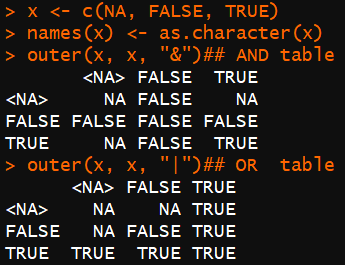 > x <- c(NA, FALSE, TRUE)
> names(x) <- as.character(x)
> outer(x, x, "&")## AND table
       <NA> FALSE  TRUE
<NA>     NA FALSE    NA
FALSE FALSE FALSE FALSE
TRUE     NA FALSE  TRUE
> outer(x, x, "|")## OR  table
      <NA> FALSE TRUE
<NA>    NA    NA TRUE
FALSE   NA FALSE TRUE
TRUE  TRUE  TRUE TRUE